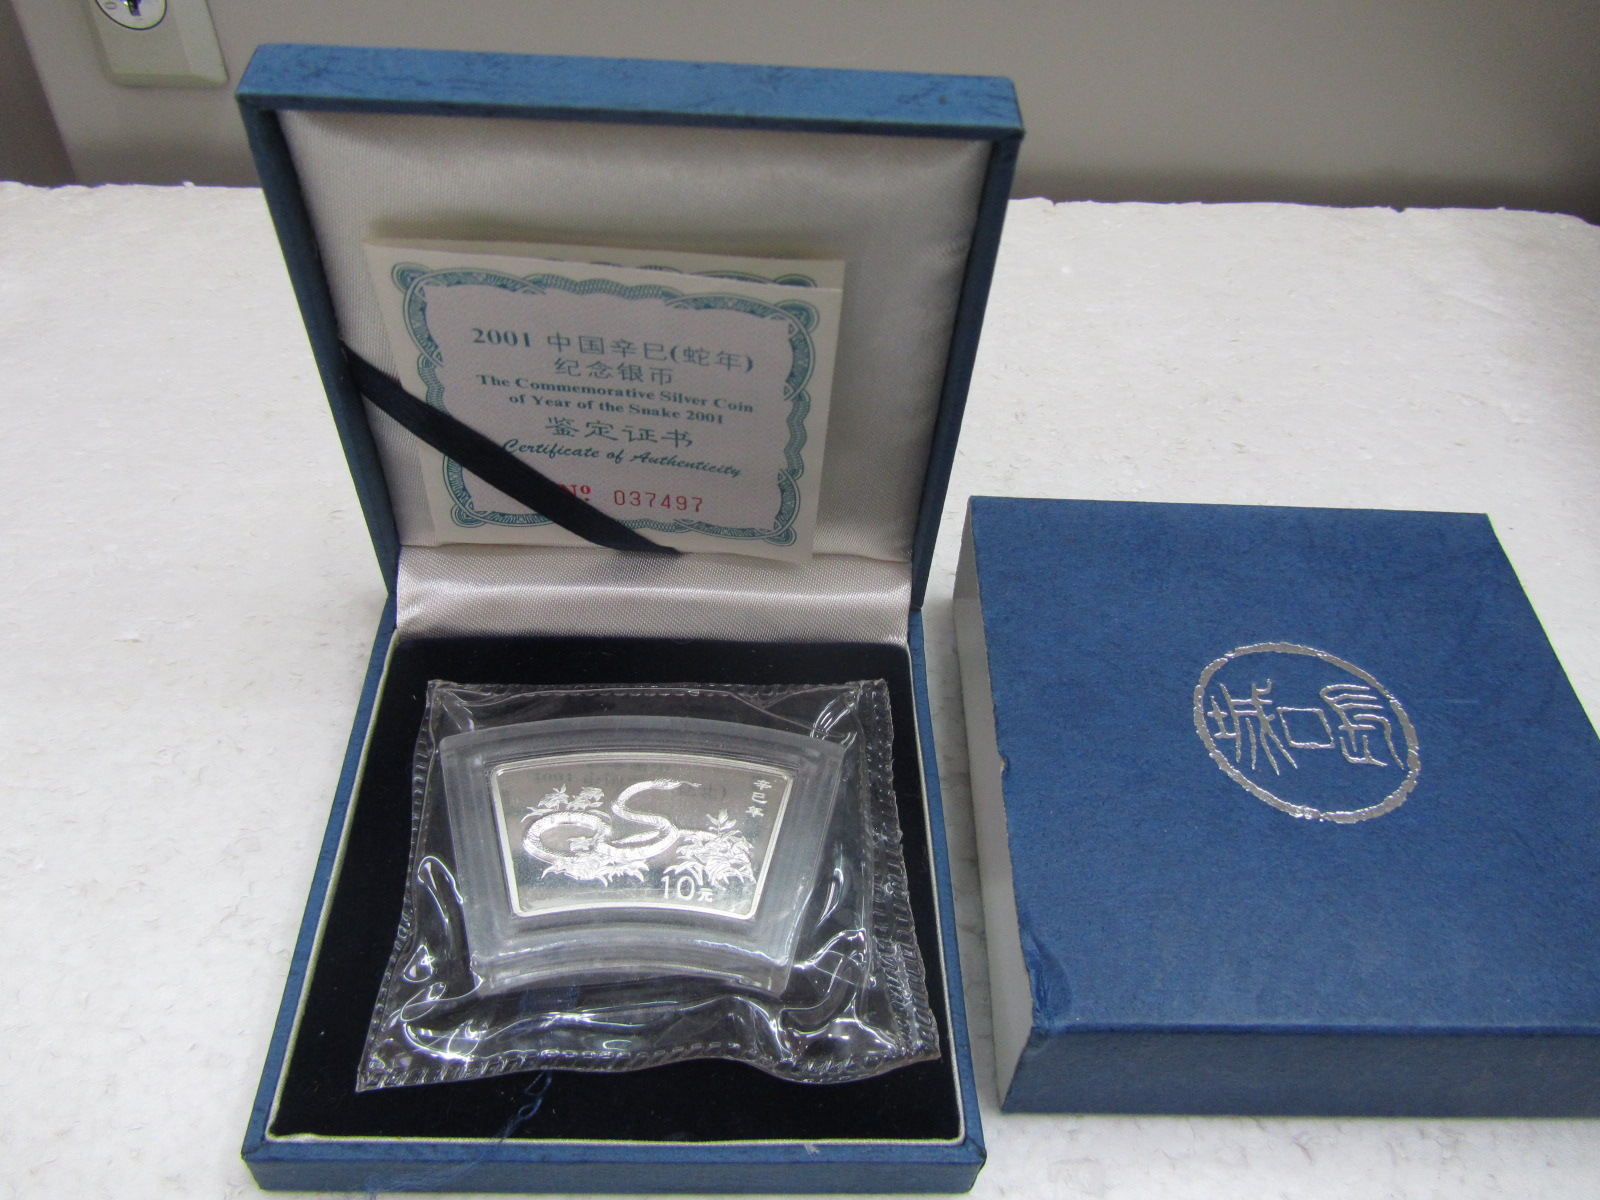 2001 中国辛巳(蛇年)
纪念银币
The Commemorative Silver Coin
of Year of the Snake 2001
鉴定证书
Certificate of Authenticity
№ 037497
辛巳年
10元